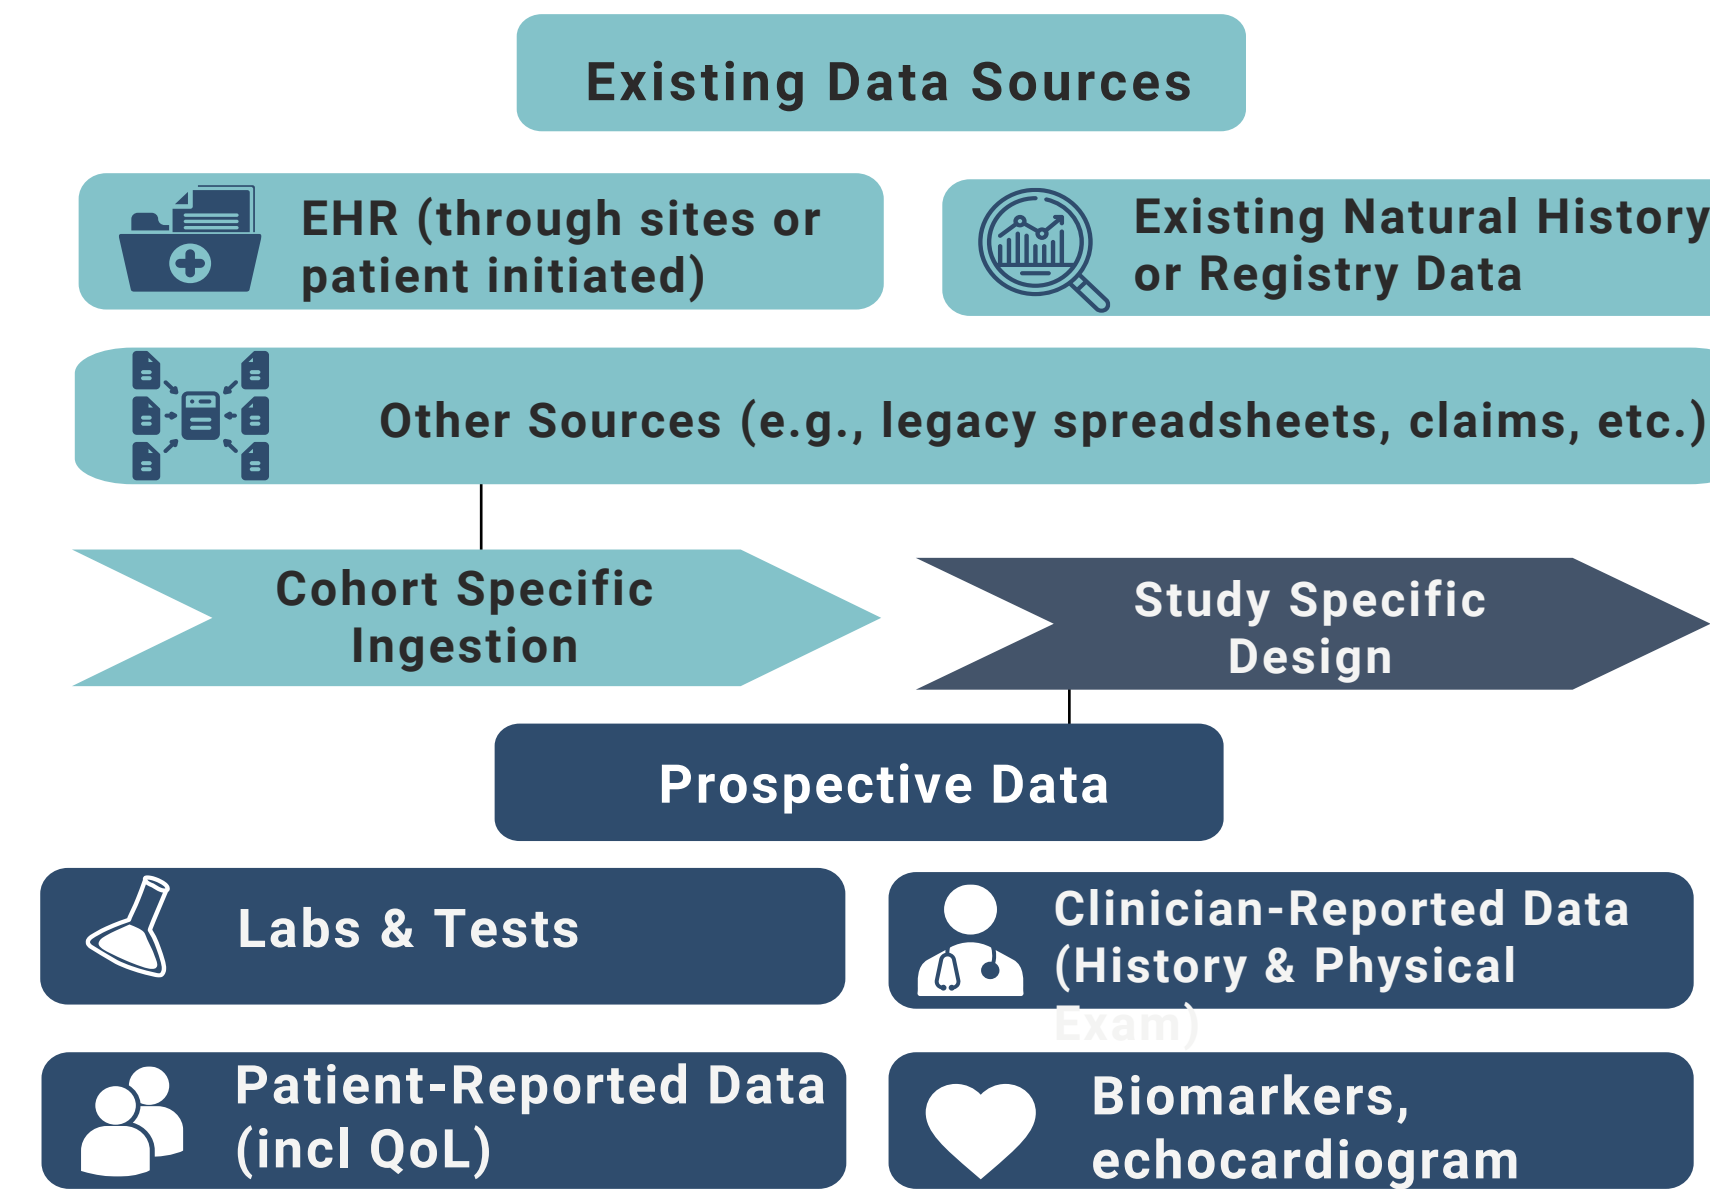 Existing Data Sources
EHR (through sites or
patient initiated)
Existing Natural History
or Registry Data
Other Sources (e.g., legacy spreadsheets, claims, etc.)
Cohort Specific
Ingestion
Study Specific
Design
Prospective Data
Labs & Tests
Clinician-Reported Data
(History & Physical
Exam)
Patient-Reported Data
(incl QoL)
Biomarkers,
echocardiogram